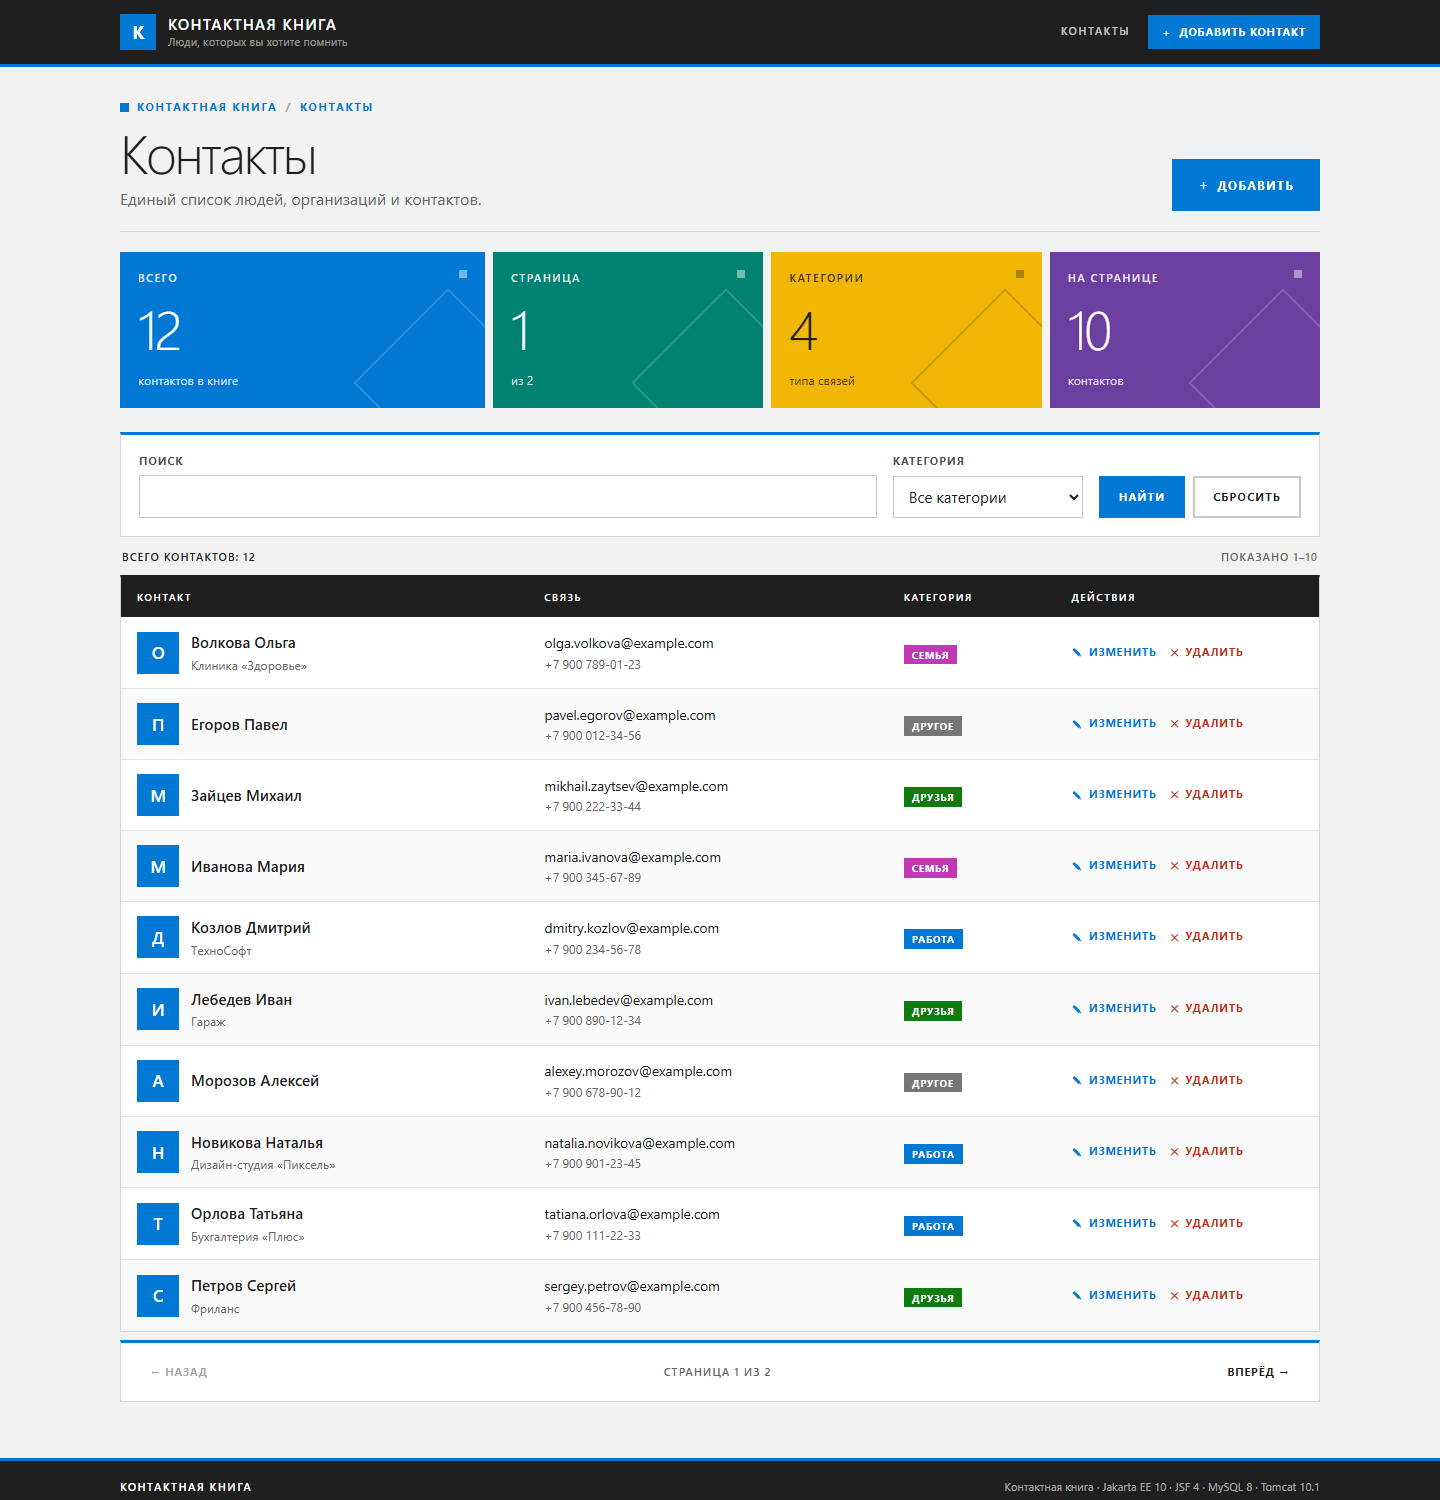 К
КОНТАКТНАЯ КНИГА
Люди, которых вы хотите помнить
КОНТАКТЫ
+ ДОБАВИТЬ КОНТАКТ
КОНТАКТНАЯ КНИГА / КОНТАКТЫ
Контакты
Единый список людей, организаций и контактов.
+ ДОБАВИТЬ
ВСЕГО
12
контактов в книге
СТРАНИЦА
1
из 2
КАТЕГОРИИ
4
типа связей
НА СТРАНИЦЕ
10
контактов
ПОИСК
КАТЕГОРИЯ
Все категории
НАЙТИ
СБРОСИТЬ
ВСЕГО КОНТАКТОВ: 12
ПОКАЗАНО 1–10
КОНТАКТ СВЯЗЬ КАТЕГОРИЯ ДЕЙСТВИЯ
О
Волкова Ольга
Клиника «Здоровье»
olga.volkova@example.com
+7 900 789-01-23
СЕМЬЯ
ИЗМЕНИТЬ × УДАЛИТЬ
П
Егоров Павел
pavel.egorov@example.com
+7 900 012-34-56
ДРУГОЕ
ИЗМЕНИТЬ × УДАЛИТЬ
М
Зайцев Михаил
mikhail.zaytsev@example.com
+7 900 222-33-44
ДРУЗЬЯ
ИЗМЕНИТЬ × УДАЛИТЬ
М
Иванова Мария
maria.ivanova@example.com
+7 900 345-67-89
СЕМЬЯ
ИЗМЕНИТЬ × УДАЛИТЬ
Д
Козлов Дмитрий
ТехноСофт
dmitry.kozlov@example.com
+7 900 234-56-78
РАБОТА
ИЗМЕНИТЬ × УДАЛИТЬ
И
Лебедев Иван
Гараж
ivan.lebedev@example.com
+7 900 890-12-34
ДРУЗЬЯ
ИЗМЕНИТЬ × УДАЛИТЬ
А
Морозов Алексей
alexey.morozov@example.com
+7 900 678-90-12
ДРУГОЕ
ИЗМЕНИТЬ × УДАЛИТЬ
Н
Новикова Наталья
Дизайн-студия «Пиксель»
natalia.novikova@example.com
+7 900 901-23-45
РАБОТА
ИЗМЕНИТЬ × УДАЛИТЬ
Т
Орлова Татьяна
Бухгалтерия «Плюс»
tatiana.orlova@example.com
+7 900 111-22-33
РАБОТА
ИЗМЕНИТЬ × УДАЛИТЬ
С
Петров Сергей
Фриланс
sergey.petrov@example.com
+7 900 456-78-90
ДРУЗЬЯ
ИЗМЕНИТЬ × УДАЛИТЬ
← НАЗАД
СТРАНИЦА 1 ИЗ 2
ВПЕРЁД →
КОНТАКТНАЯ КНИГА
Контактная книга · Jakarta EE 10 · JSF 4 · MySQL 8 · Tomcat 10.1